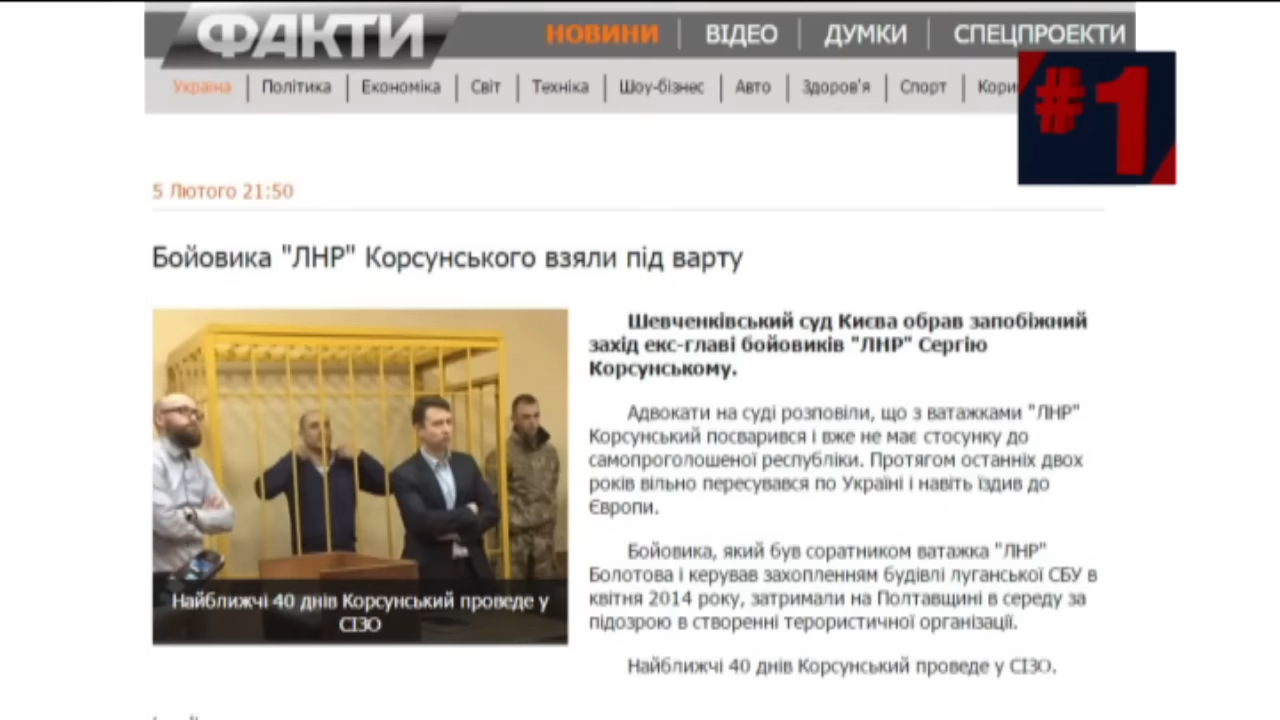 ФАКТИ
НОВИНИ ВІДЕО ДУМКИ СПЕЦПРОЕКТИ
Україна Політика Економіка Світ Техніка Шоу-бізнес Авто Здоров'я Спорт
#1
5 Лютого 21:50
Бойовика "ЛНР" Корсунського взяли під варту
Найближчі 40 днів Корсунський проведе у
СІЗО
Шевченківський суд Києва обрав запобіжний
захід екс-главі бойовиків "ЛНР" Сергію
Корсунському.
Адвокати на суді розповіли, що з ватажками "ЛНР"
Корсунський посварився і вже не має стосунку до
самопроголошеної республіки. Протягом останніх двох
років вільно пересувався по Україні і навіть їздив до
Європи.
Бойовика, який був соратником ватажка "ЛНР"
Болотова і керував захопленням будівлі луганської СБУ в
квітня 2014 року, затримали на Полтавщині в середу за
підозрою в створенні терористичної організації.
Найближчі 40 днів Корсунський проведе у СІЗО.